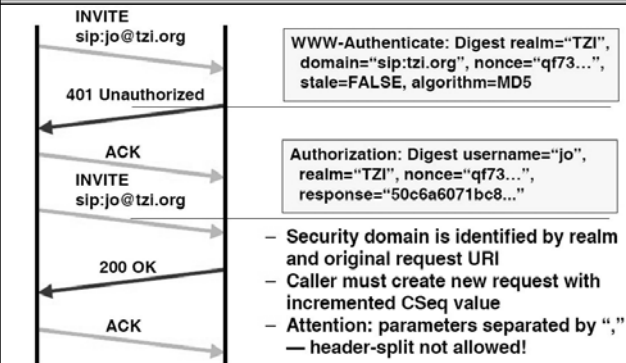 INVITE
sip:jo@tzi.org
401 Unauthorized
ACK
INVITE
sip:jo@tzi.org
200 OK
ACK
WWW-Authenticate: Digest realm=“TZI”,
domain=“sip:tzi.org”, nonce=“qf73…”,
stale=FALSE, algorithm=MD5
Authorization: Digest username=“jo”,
realm=“TZI”, nonce=“qf73…”,
response=“50c6a6071bc8...”
– Security domain is identified by realm
and original request URI
– Caller must create new request with
incremented CSeq value
– Attention: parameters separated by “,”
— header-split not allowed!